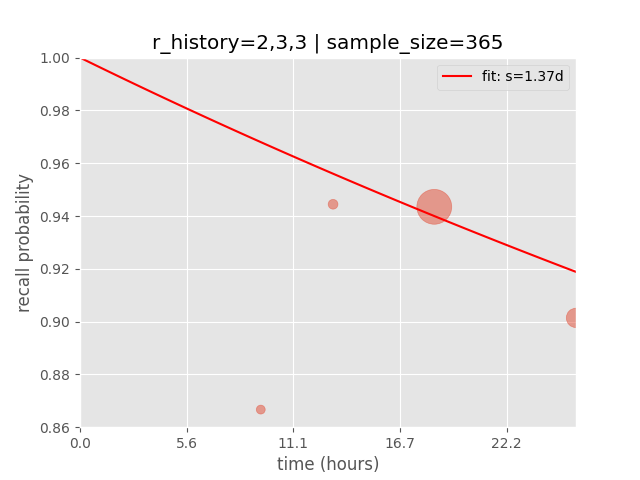 r_history=2,3,3 | sample_size=365
fit: s=1.37d
1.00
0.98
0.96
0.94
0.92
0.90
0.88
0.86
recall probability
0.0 5.6 11.1 16.7 22.2
time (hours)